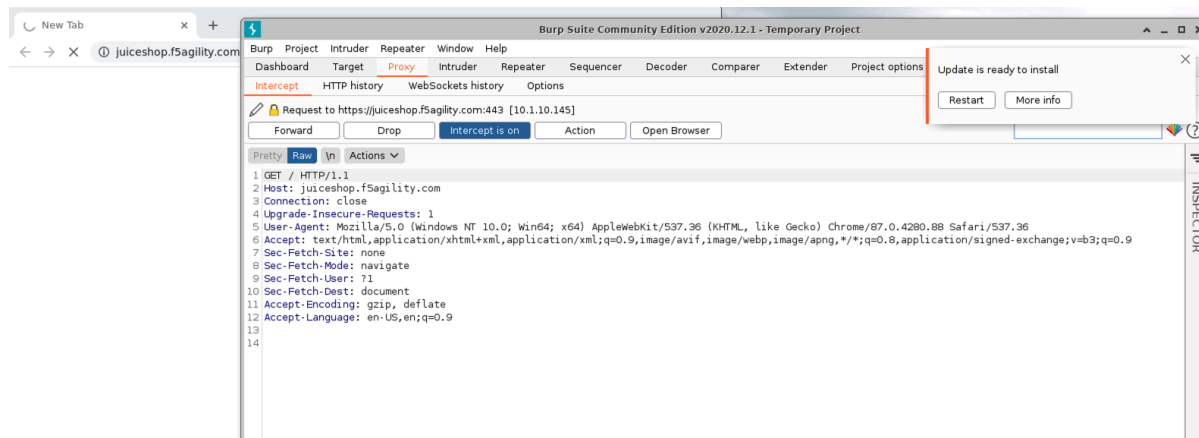 New Tab
juiceshop.f5agility.com
Burp Suite Community Edition v2020.12.1 - Temporary Project
Burp Project Intruder Repeater Window Help
Dashboard Target Proxy Intruder Repeater Sequencer Decoder Comparer Extender Project options
Intercept HTTP history WebSockets history Options
Update is ready to install
Restart More info
Request to https://juiceshop.f5agility.com:443 [10.1.10.145]
Forward Drop Intercept is on Action Open Browser
Pretty Raw \n Actions
1 GET / HTTP/1.1
2 Host: juiceshop.f5agility.com
3 Connection: close
4 Upgrade-Insecure-Requests: 1
5 User-Agent: Mozilla/5.0 (Windows NT 10.0; Win64; x64) AppleWebKit/537.36 (KHTML, like Gecko) Chrome/87.0.4280.88 Safari/537.36
6 Accept: text/html,application/xhtml+xml,application/xml;q=0.9,image/avif,image/webp,image/apng,*/*;q=0.8,application/signed-exchange;v=b3;q=0.9
7 Sec-Fetch-Site: none
8 Sec-Fetch-Mode: navigate
9 Sec-Fetch-User: ?1
10 Sec-Fetch-Dest: document
11 Accept-Encoding: gzip, deflate
12 Accept-Language: en-US,en;q=0.9
13
14
INSPECTOR